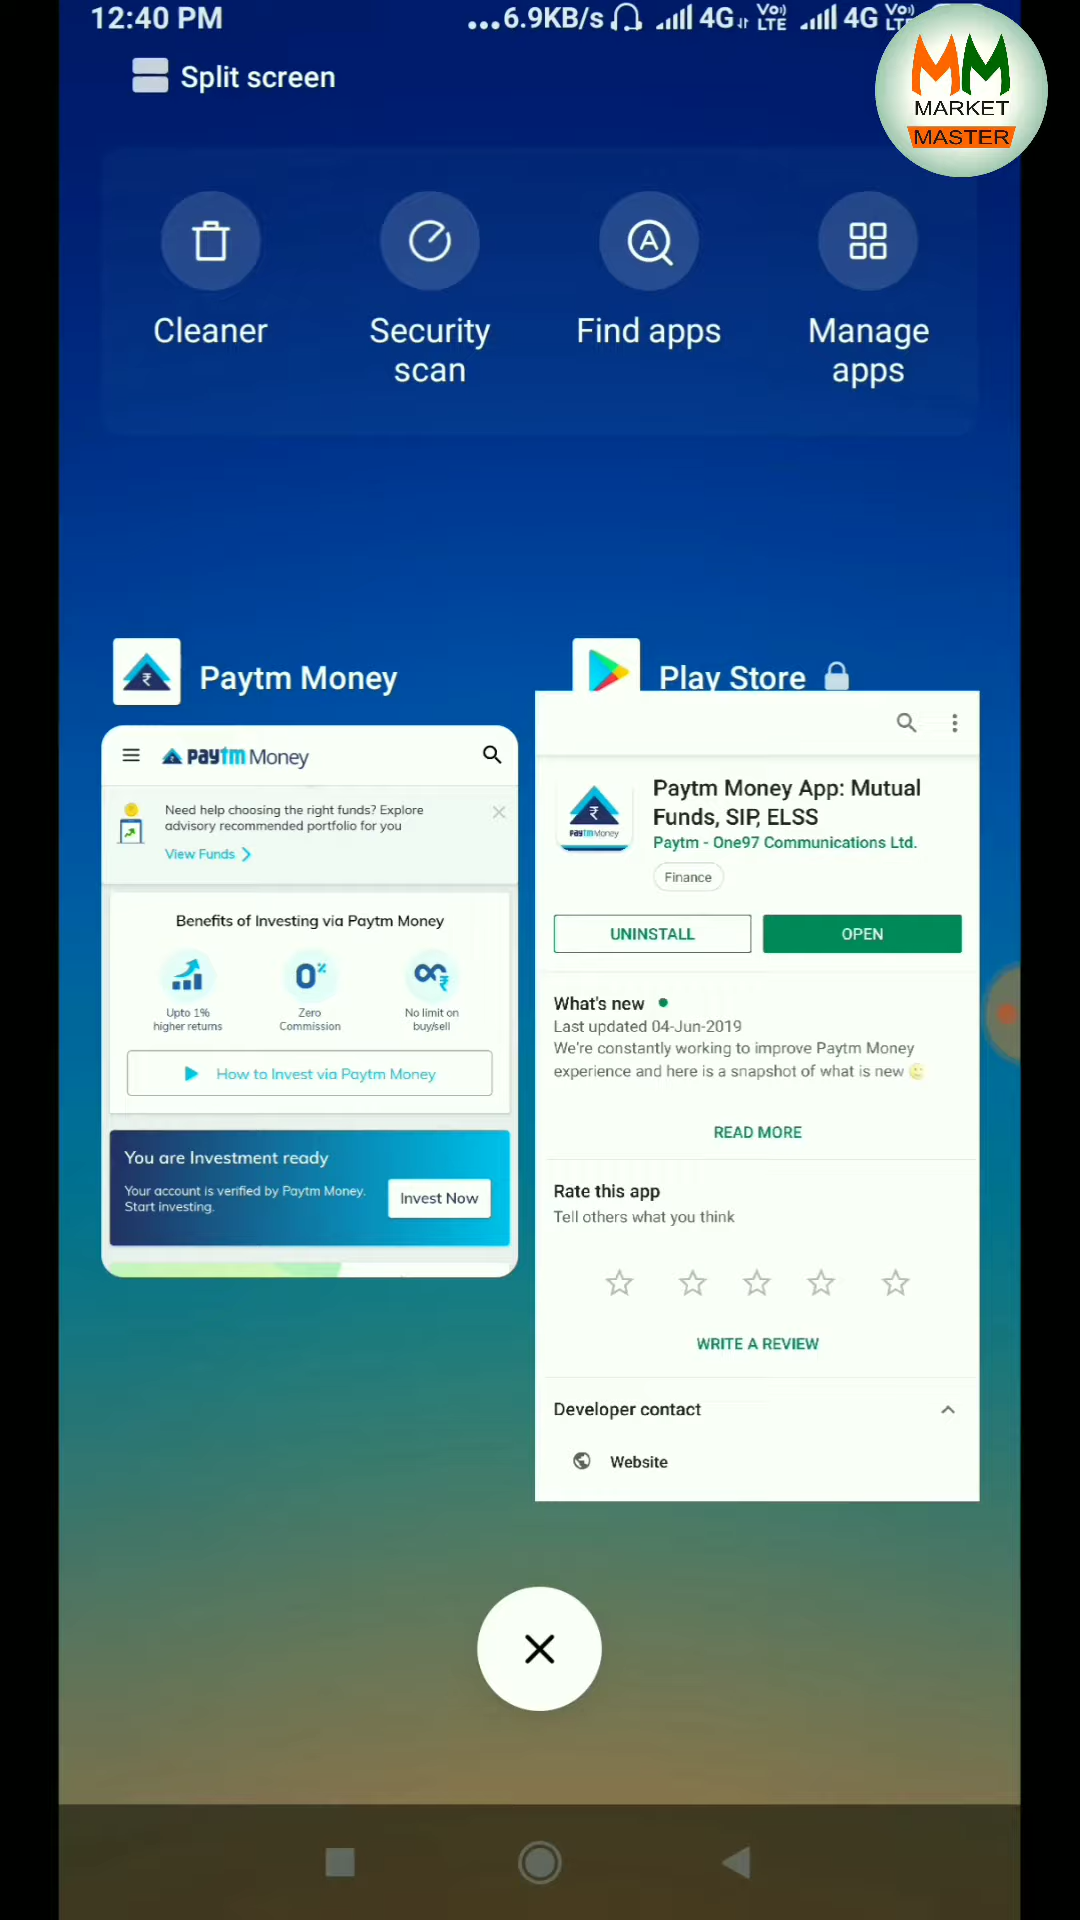 12:40 PM
...6.9KB/s 4G VoLTE 4G
Split screen
MARKET
MASTER
Cleaner
Security
scan
Find apps
Manage
apps
Paytm Money
paytm Money
Need help choosing the right funds? Explore
advisory recommended portfolio for you
View Funds
Benefits of Investing via Paytm Money
0%
Upto 1%
higher returns
Zero
Commission
No limit on
buy/sell
How to Invest via Paytm Money
You are Investment ready
Your account is verified by Paytm Money.
Start investing.
Invest Now
Play Store
Paytm Money
Paytm Money App: Mutual
Funds, SIP, ELSS
Paytm - One97 Communications Ltd.
Finance
UNINSTALL
OPEN
What's new
Last updated 04-Jun-2019
We're constantly working to improve Paytm Money
experience and here is a snapshot of what is new
READ MORE
Rate this app
Tell others what you think
WRITE A REVIEW
Developer contact
Website